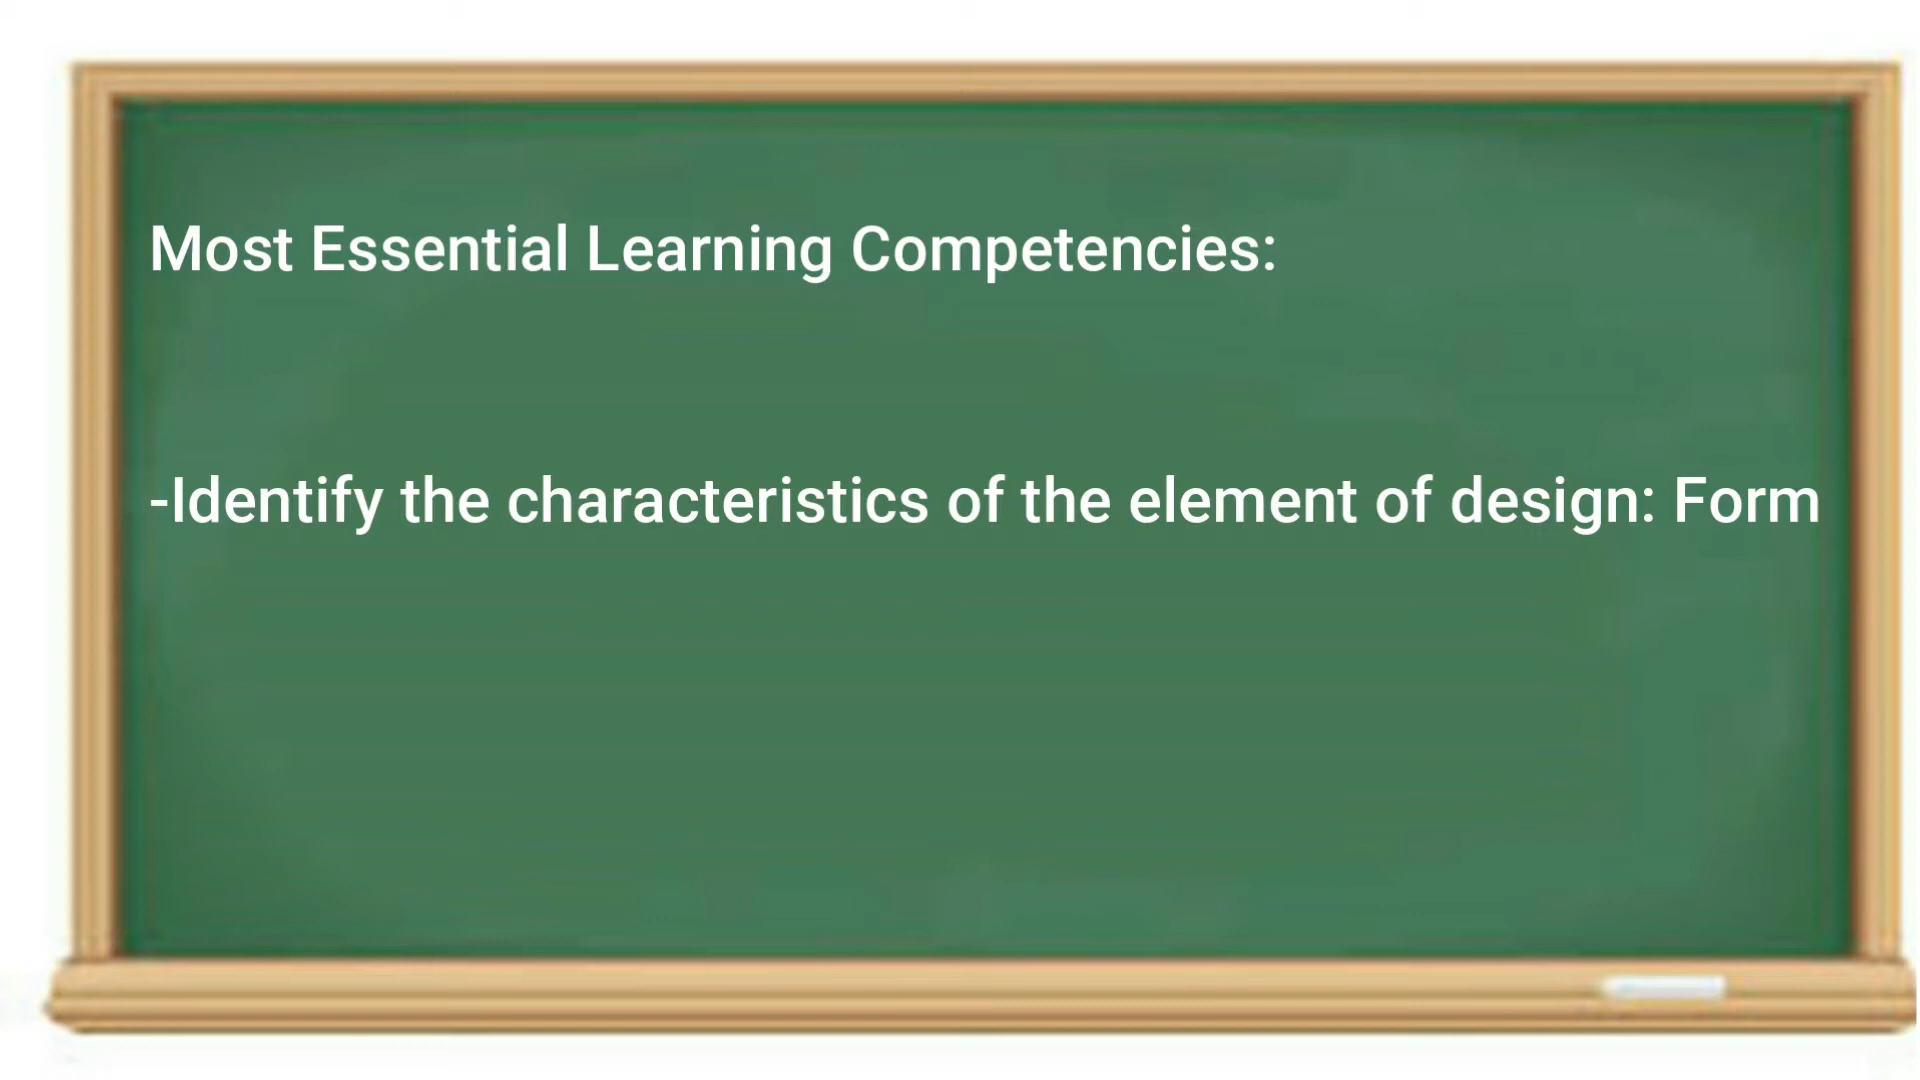 Most Essential Learning Competencies:
-Identify the characteristics of the element of design: Form